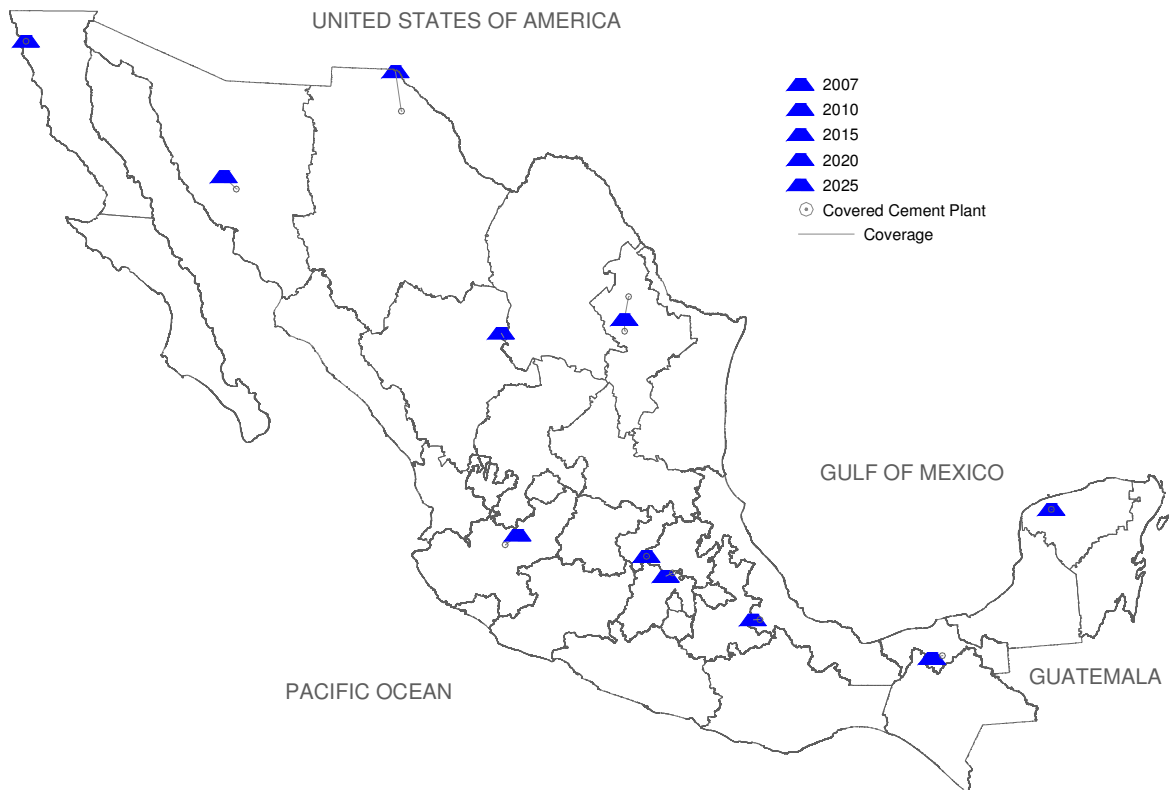 UNITED STATES OF AMERICA
2007
2010
2015
2020
2025
Covered Cement Plant
Coverage
GULF OF MEXICO
GUATEMALA
PACIFIC OCEAN